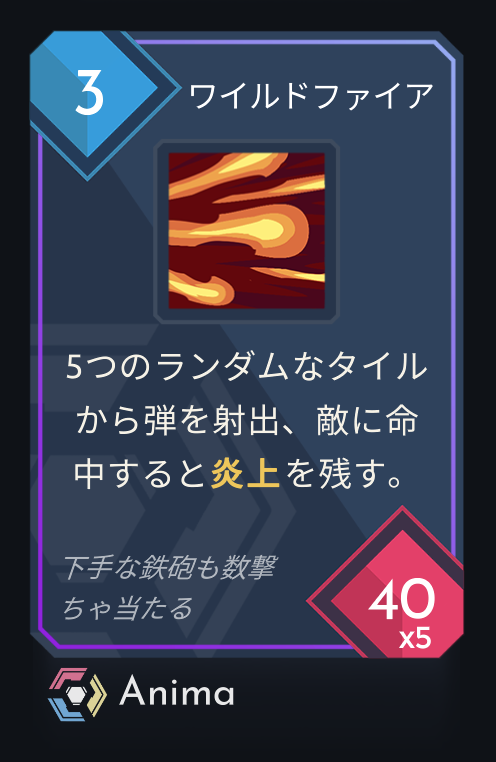 3
ワイルドファイア
5つのランダムなタイル
から弾を射出、敵に命
中すると炎上を残す。
下手な鉄砲も数撃
ちゃ当たる
40
x5
Anima